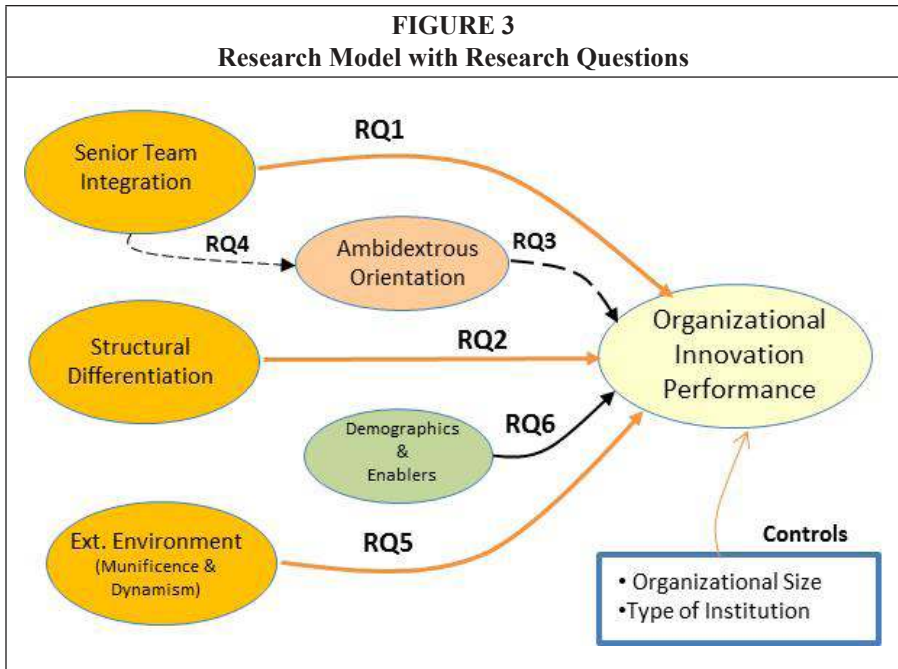 FIGURE 3
Research Model with Research Questions
Senior Team
Integration
RQ1
RQ4
Ambidextrous
Orientation
RQ3
Structural
Differentiation
RQ2
Organizational
Innovation
Performance
Demographics
&
Enablers
RQ6
Ext. Environment
(Munificence &
Dynamism)
RQ5
Controls
• Organizational Size
•Type of Institution